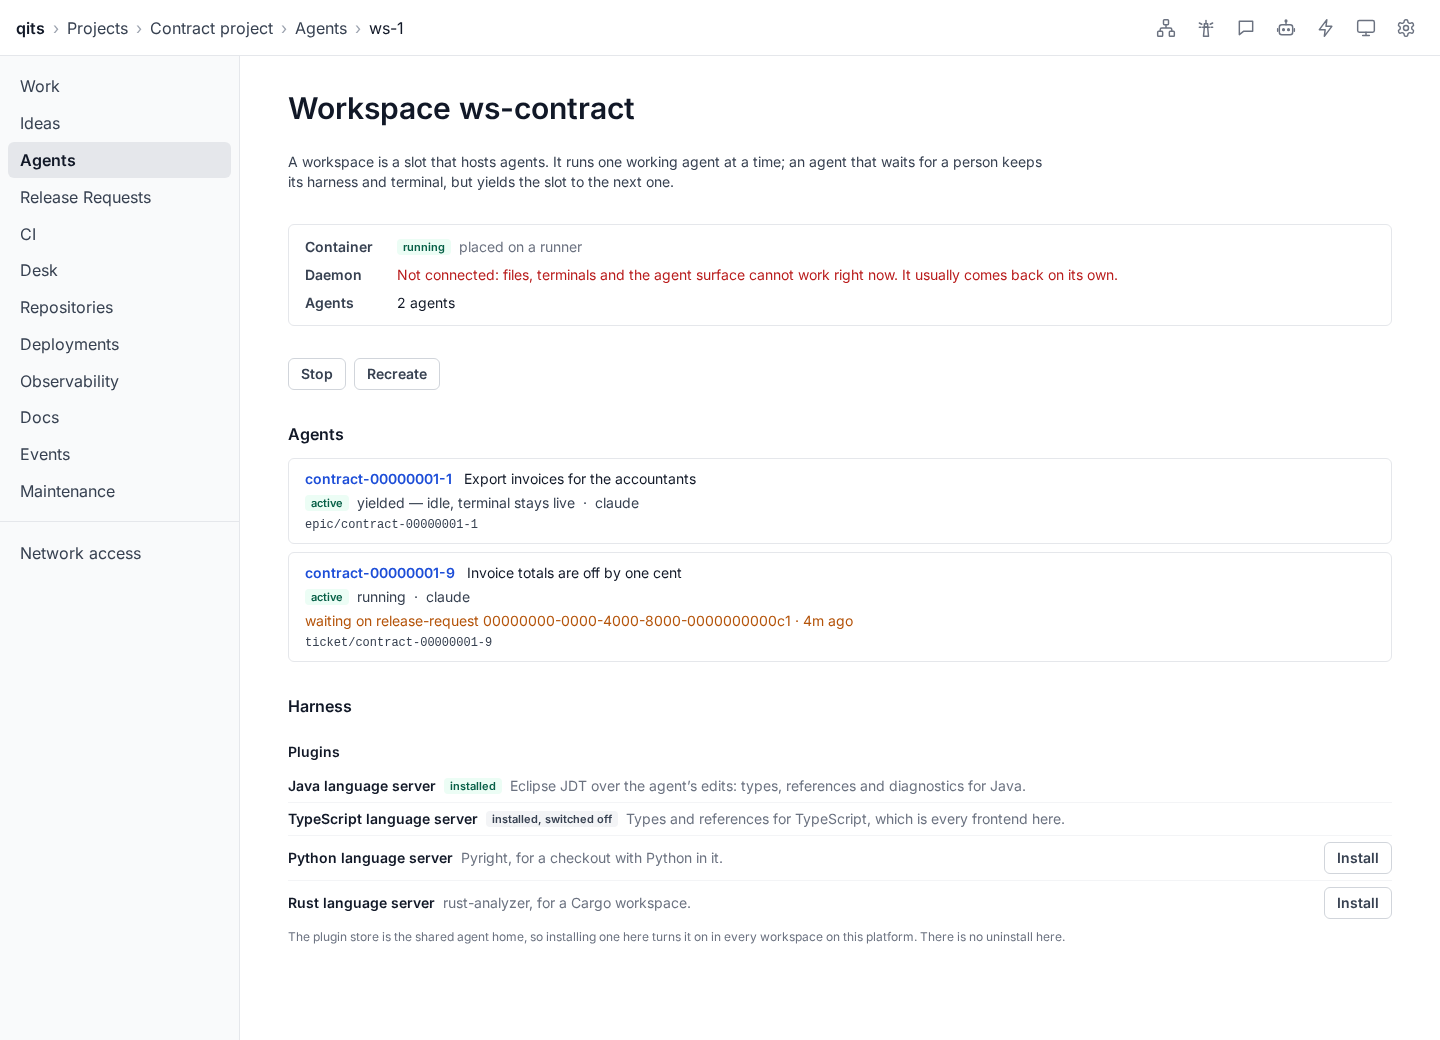 qits › Projects › Contract project › Agents › ws-1
Work
Ideas
Agents
Release Requests
CI
Desk
Repositories
Deployments
Observability
Docs
Events
Maintenance
Network access
Workspace ws-contract
A workspace is a slot that hosts agents. It runs one working agent at a time; an agent that waits for a person keeps
its harness and terminal, but yields the slot to the next one.
Container running placed on a runner
Daemon Not connected: files, terminals and the agent surface cannot work right now. It usually comes back on its own.
Agents 2 agents
Stop Recreate
Agents
contract-00000001-1 Export invoices for the accountants
active yielded — idle, terminal stays live · claude
epic/contract-00000001-1
contract-00000001-9 Invoice totals are off by one cent
active running · claude
waiting on release-request 00000000-0000-4000-8000-0000000000c1 · 4m ago
ticket/contract-00000001-9
Harness
Plugins
Java language server installed Eclipse JDT over the agent’s edits: types, references and diagnostics for Java.
TypeScript language server installed, switched off Types and references for TypeScript, which is every frontend here.
Python language server Pyright, for a checkout with Python in it. Install
Rust language server rust-analyzer, for a Cargo workspace. Install
The plugin store is the shared agent home, so installing one here turns it on in every workspace on this platform. There is no uninstall here.